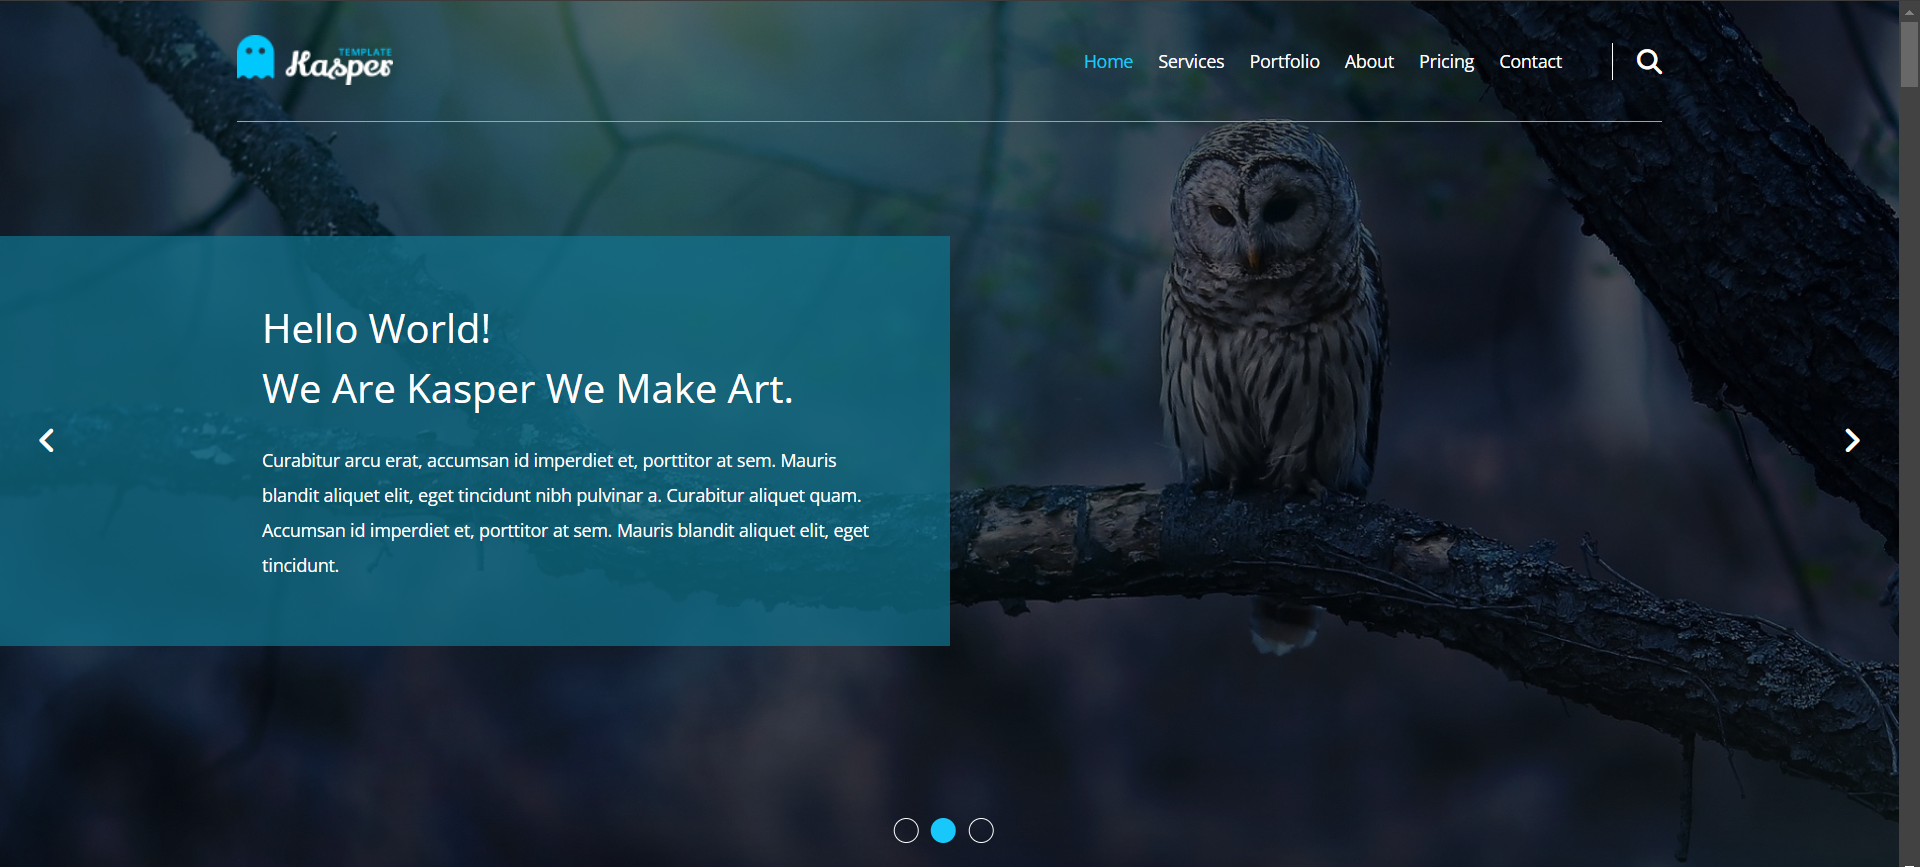 TEMPLATE
Kasper
Home Services Portfolio About Pricing Contact
Hello World!
We Are Kasper We Make Art.
Curabitur arcu erat, accumsan id imperdiet et, porttitor at sem. Mauris
blandit aliquet elit, eget tincidunt nibh pulvinar a. Curabitur aliquet quam.
Accumsan id imperdiet et, porttitor at sem. Mauris blandit aliquet elit, eget
tincidunt.